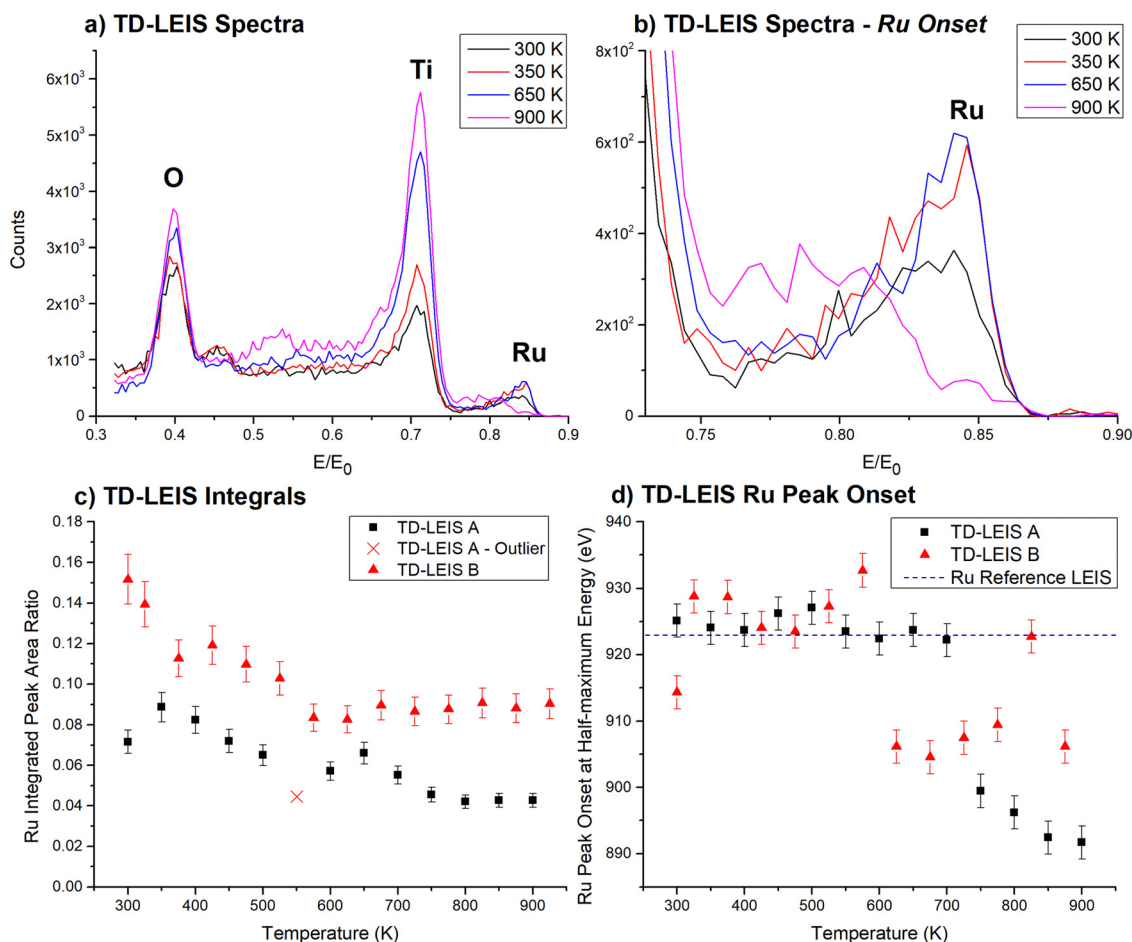 a) TD-LEIS Spectra
300 K
350 K
650 K
900 K
O
Ti
Ru
Counts
6x10³
5x10³
4x10³
3x10³
2x10³
1x10³
0
0.3 0.4 0.5 0.6 0.7 0.8 0.9
E/E₀
b) TD-LEIS Spectra - Ru Onset
300 K
350 K
650 K
900 K
Ru
8x10²
6x10²
4x10²
2x10²
0
0.75 0.80 0.85 0.90
E/E₀
c) TD-LEIS Integrals
TD-LEIS A
TD-LEIS A - Outlier
TD-LEIS B
Ru Integrated Peak Area Ratio
0.18
0.16
0.14
0.12
0.10
0.08
0.06
0.04
0.02
0.00
300 400 500 600 700 800 900
Temperature (K)
d) TD-LEIS Ru Peak Onset
TD-LEIS A
TD-LEIS B
Ru Reference LEIS
Ru Peak Onset at Half-maximum Energy (eV)
940
930
920
910
900
890
300 400 500 600 700 800 900
Temperature (K)